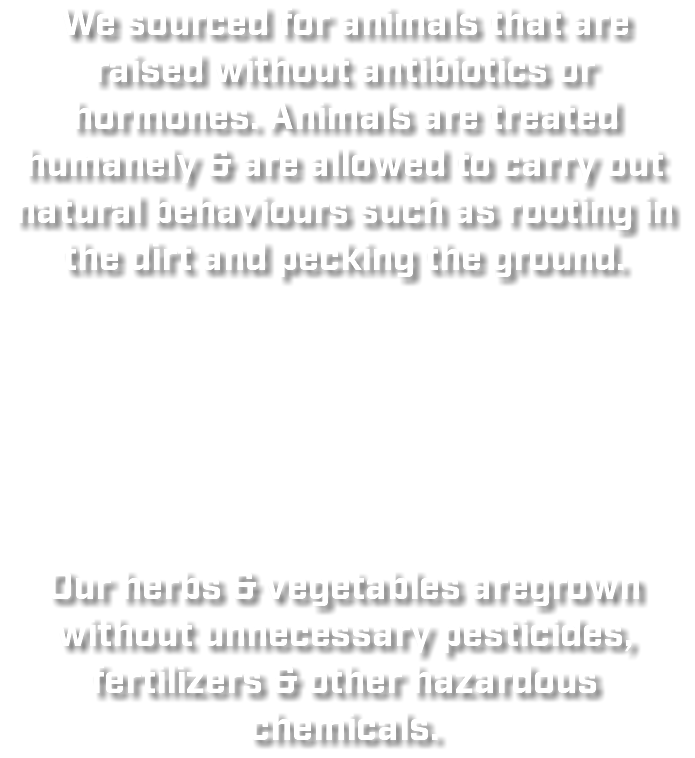 We sourced for animals that are
raised without antibiotics or
hormones. Animals are treated
humanely & are allowed to carry out
natural behaviours such as rooting in
the dirt and pecking the ground.
Our herbs & vegetables aregrown
without unnecessary pesticides,
fertilizers & other hazardous
chemicals.